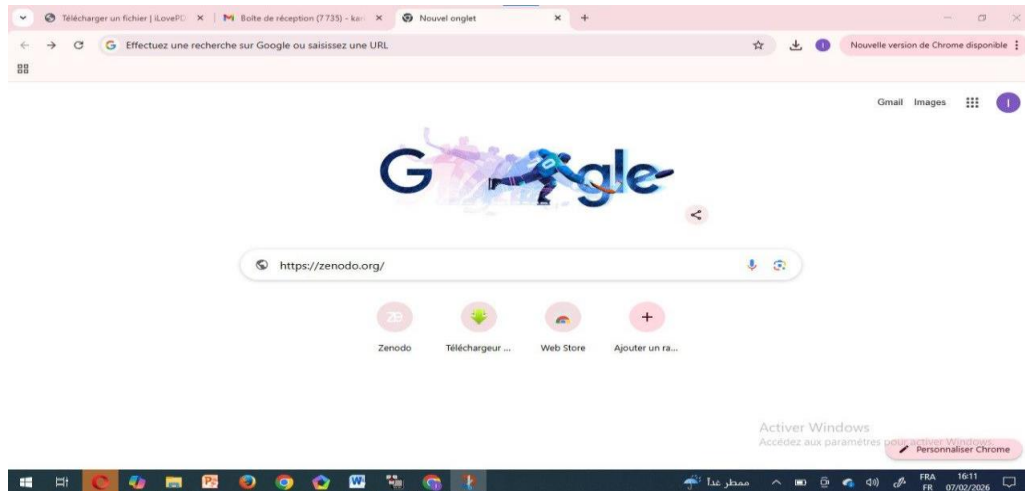 Télécharger un fichier | iLovePD
Boîte de réception (7 735) - kari
Nouvel onglet
Effectuez une recherche sur Google ou saisissez une URL
Nouvelle version de Chrome disponible
Gmail Images
I
Google
https://zenodo.org/
Zenodo Téléchargeur ... Web Store Ajouter un ra...
Activer Windows
Accédez aux paramètres pour activer Windows.
Personnaliser Chrome
ممطر غدا
FRA 16:11
FR 07/02/2026